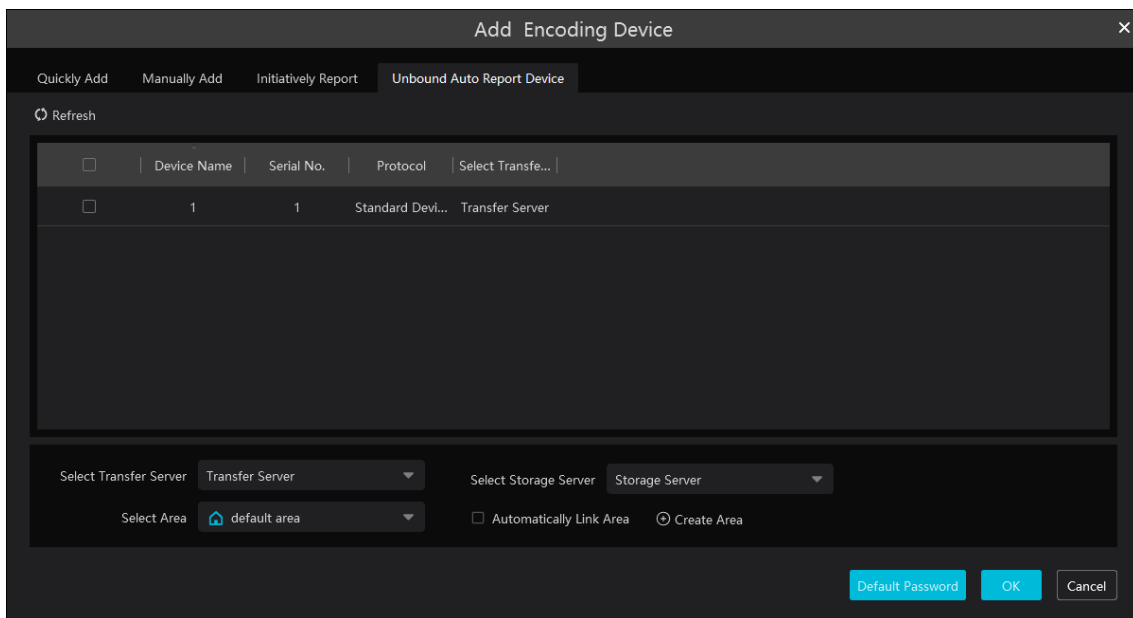 Add Encoding Device
Quickly Add Manually Add Initiatively Report Unbound Auto Report Device
Refresh
Device Name Serial No. Protocol Select Transfe...
1 1 Standard Devi... Transfer Server
Select Transfer Server Transfer Server Select Storage Server Storage Server
Select Area default area Automatically Link Area Create Area
Default Password OK Cancel